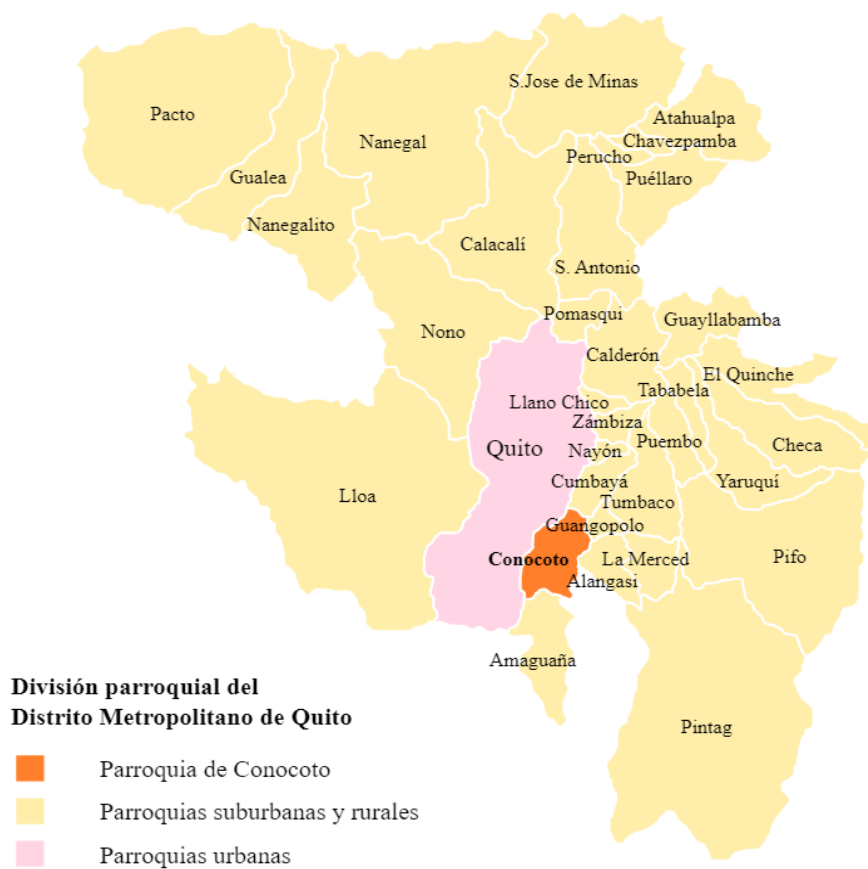 S.Jose de Minas
Pacto
Atahualpa
Nanegal
Chavezpamba
Perucho
Gualea
Puéllaro
Nanegalito
Calacalí
S. Antonio
Pomasqui
Guayllabamba
Nono
Calderón
El Quinche
Tababela
Llano Chico
Zámbiza
Puembo
Checa
Quito
Nayón
Cumbayá
Yaruquí
Lloa
Tumbaco
Guangopolo
Conocoto
La Merced
Pifo
Alangasi
Amaguaña
Pintag
División parroquial del
Distrito Metropolitano de Quito
Parroquia de Conocoto
Parroquias suburbanas y rurales
Parroquias urbanas